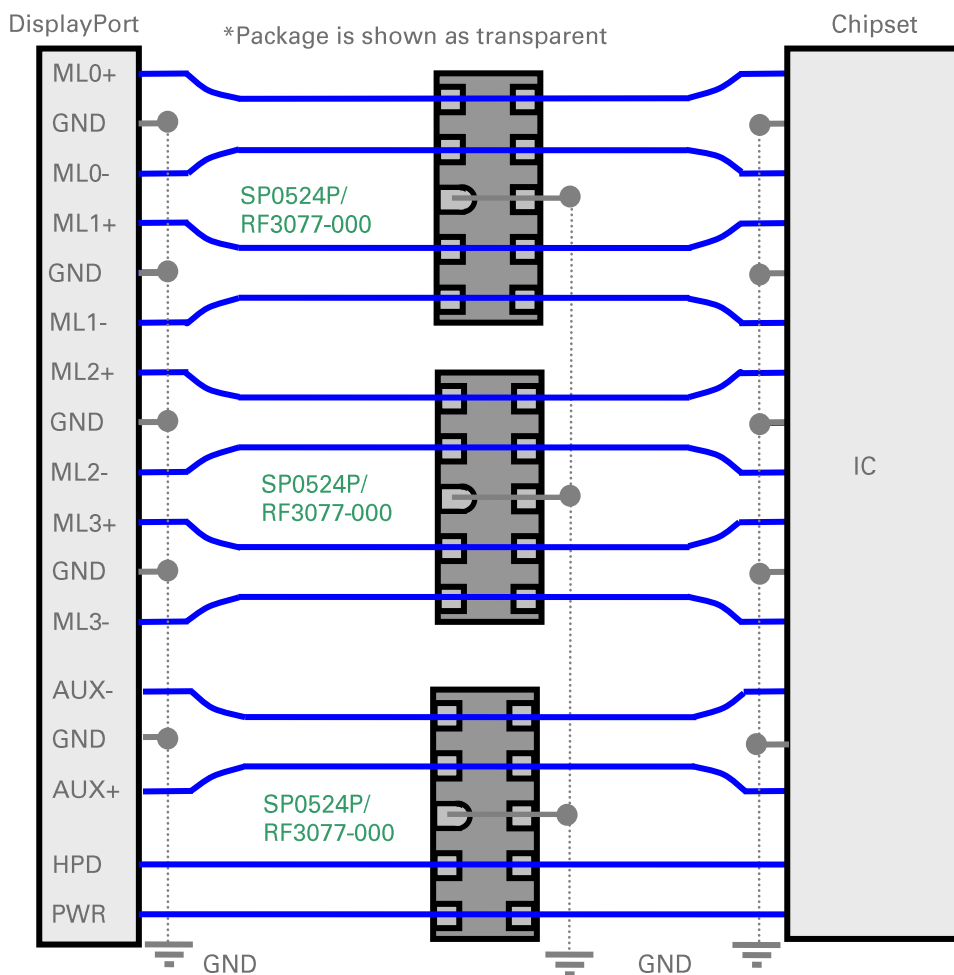 DisplayPort
*Package is shown as transparent
Chipset
ML0+
GND
ML0-
SP0524P/
RF3077-000
ML1+
GND
ML1-
ML2+
GND
ML2-
SP0524P/
RF3077-000
IC
ML3+
GND
ML3-
AUX-
GND
AUX+
SP0524P/
RF3077-000
HPD
PWR
GND
GND